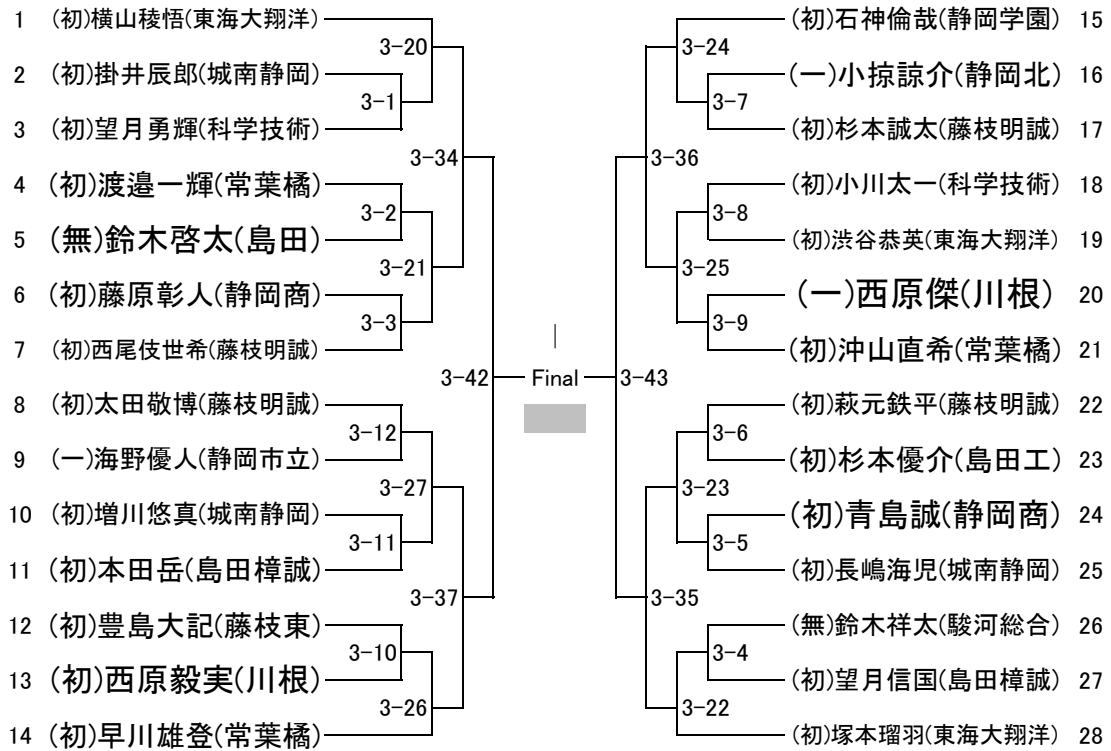 1 (初)横山稜悟(東海大翔洋)
2 (初)掛井辰郎(城南静岡)
3 (初)望月勇輝(科学技術)
4 (初)渡邉一輝(常葉橘)
5 (無)鈴木啓太(島田)
6 (初)藤原彰人(静岡商)
7 (初)西尾伎世希(藤枝明誠)
8 (初)太田敬博(藤枝明誠)
9 (一)海野優人(静岡市立)
10 (初)増川悠真(城南静岡)
11 (初)本田岳(島田樟誠)
12 (初)豊島大記(藤枝東)
13 (初)西原毅実(川根)
14 (初)早川雄登(常葉橘)
3-20
3-1
3-2
3-21
3-3
3-12
3-27
3-11
3-10
3-26
3-34
3-37
3-42
Final
3-43
3-36
3-35
3-24
3-7
3-8
3-25
3-9
3-6
3-23
3-5
3-4
3-22
(初)石神倫哉(静岡学園) 15
(一)小掠諒介(静岡北) 16
(初)杉本誠太(藤枝明誠) 17
(初)小川太一(科学技術) 18
(初)渋谷恭英(東海大翔洋) 19
(一)西原傑(川根) 20
(初)沖山直希(常葉橘) 21
(初)萩元鉄平(藤枝明誠) 22
(初)杉本優介(島田工) 23
(初)青島誠(静岡商) 24
(初)長嶋海児(城南静岡) 25
(無)鈴木祥太(駿河総合) 26
(初)望月信国(島田樟誠) 27
(初)塚本瑠羽(東海大翔洋) 28